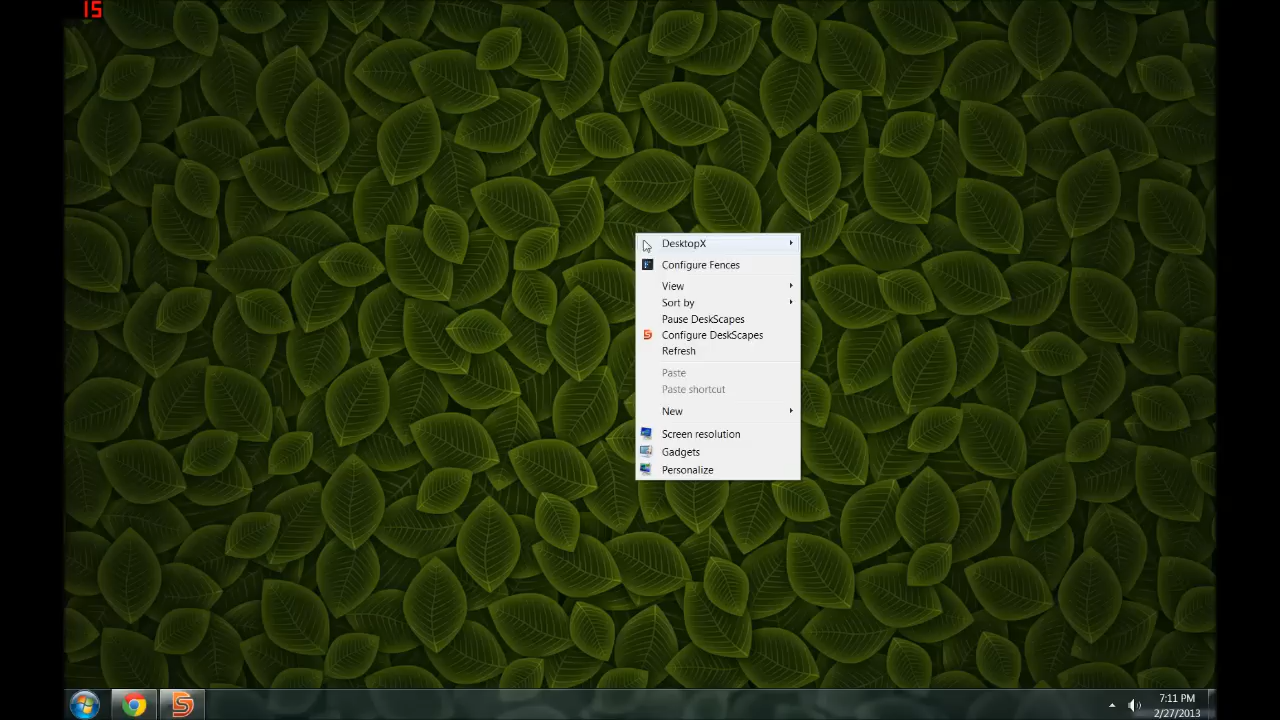 15
DesktopX
Configure Fences
View
Sort by
Pause DeskScapes
Configure DeskScapes
Refresh
Paste
Paste shortcut
New
Screen resolution
Gadgets
Personalize
7:11 PM
2/27/2013